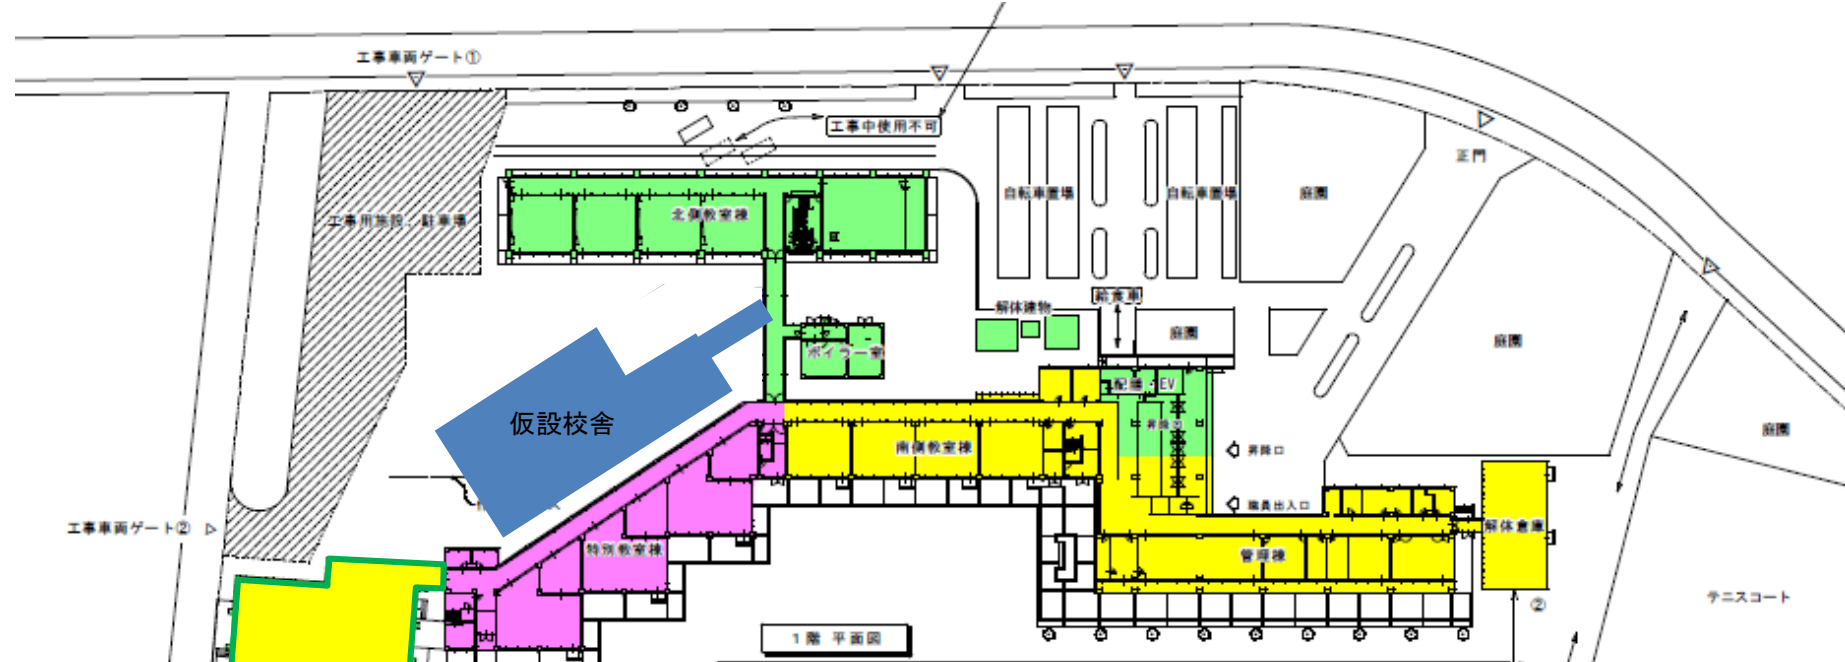 工事車両ゲート①
工事中使用不可
正門
自転車置場
自転車置場
庭園
北側教室棟
工事用施設、駐車場
給食車
解体建物
庭園
庭園
ボイラー室
配膳・EV
仮設校舎
昇降口
庭園
南側教室棟
昇降口
職員出入口
工事車両ゲート②
解体倉庫
特別教室棟
管理棟
テニスコート
②
1階 平面図